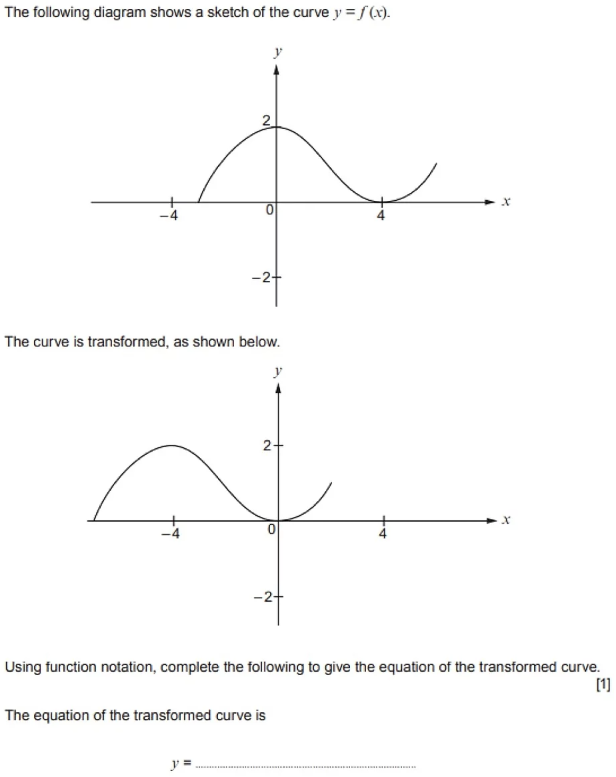 The following diagram shows a sketch of the curve y = f (x).
y
2
x
−4
0
4
−2
The curve is transformed, as shown below.
y
2
x
−4
0
4
−2
Using function notation, complete the following to give the equation of the transformed curve.
[1]
The equation of the transformed curve is
y = ........................................................................